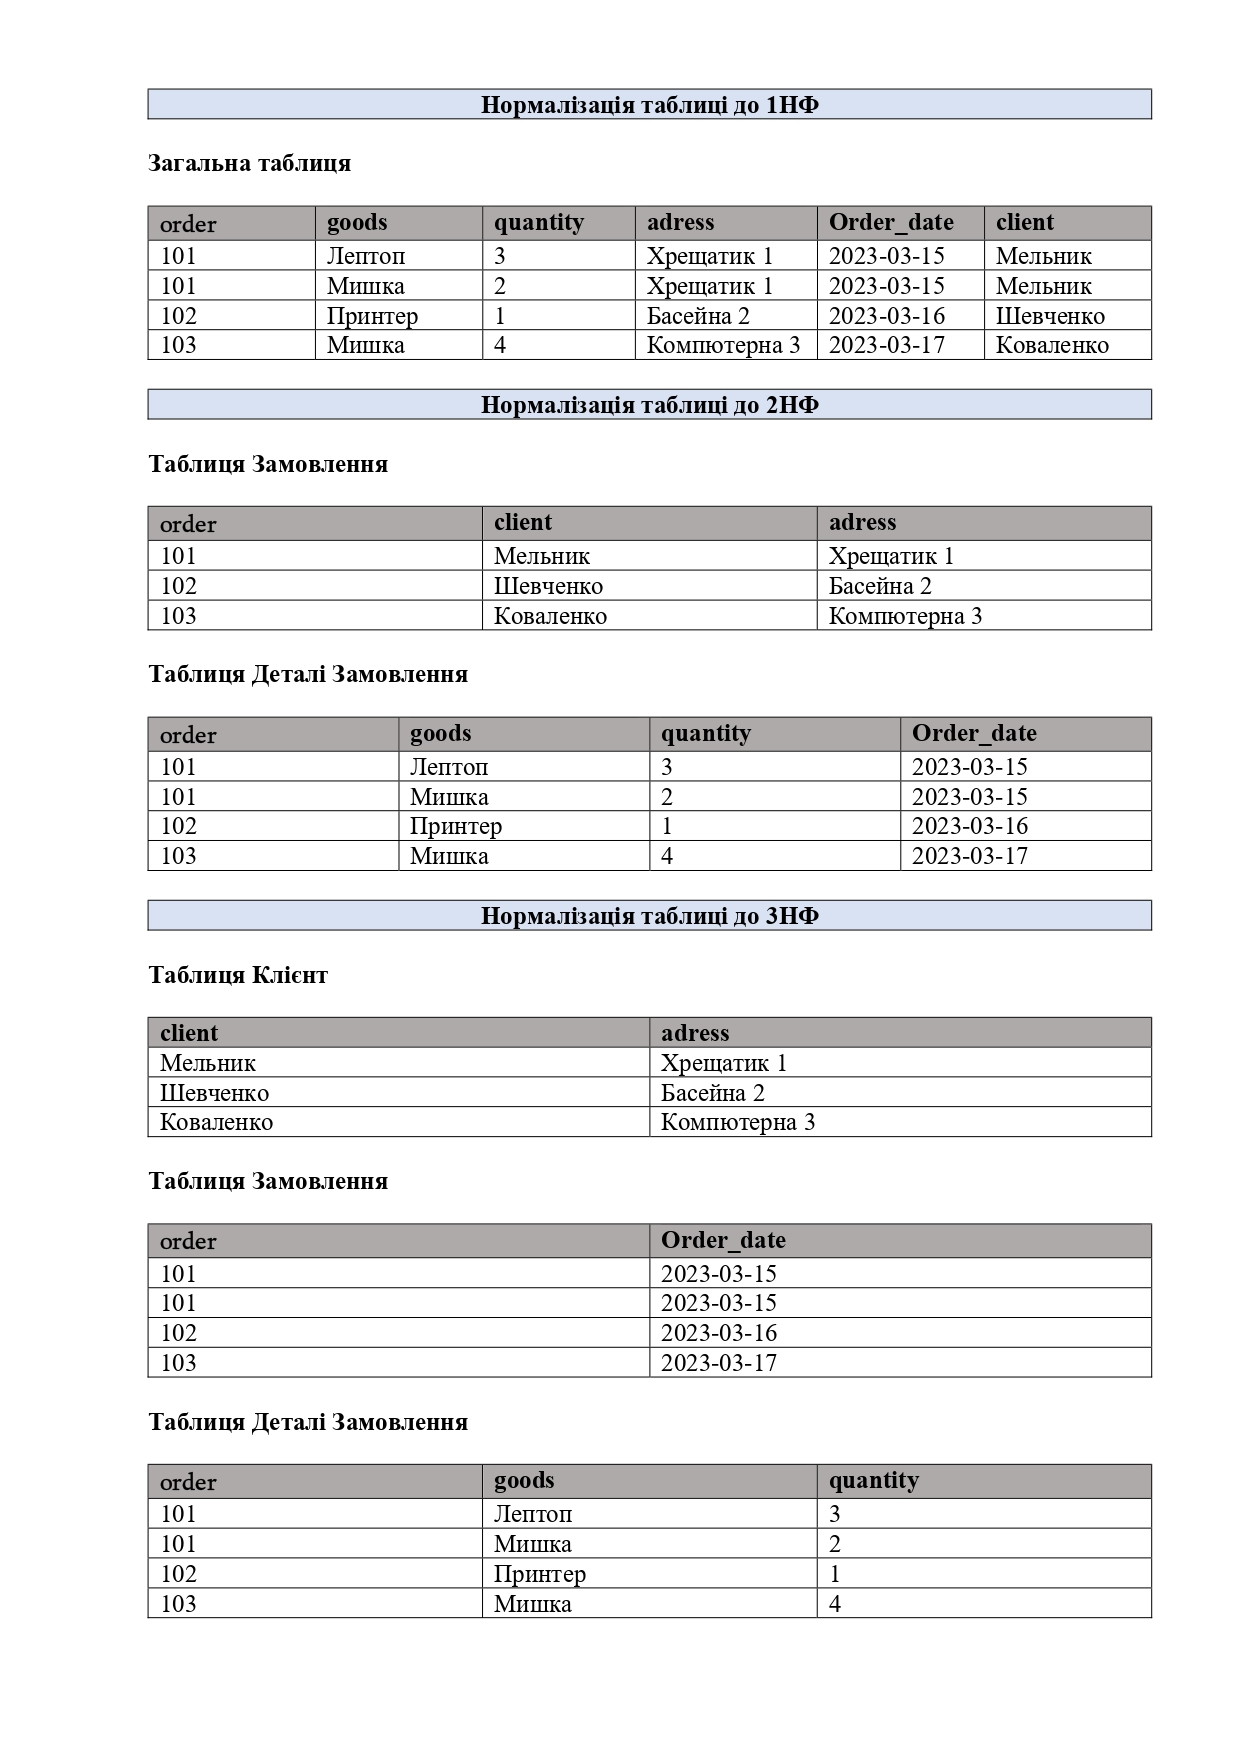 Нормалізація таблиці до 1НФ
Загальна таблиця
order goods quantity adress Order_date client
101 Лептоп 3 Хрещатик 1 2023-03-15 Мельник
101 Мишка 2 Хрещатик 1 2023-03-15 Мельник
102 Принтер 1 Басейна 2 2023-03-16 Шевченко
103 Мишка 4 Компютерна 3 2023-03-17 Коваленко
Нормалізація таблиці до 2НФ
Таблиця Замовлення
order client adress
101 Мельник Хрещатик 1
102 Шевченко Басейна 2
103 Коваленко Компютерна 3
Таблиця Деталі Замовлення
order goods quantity Order_date
101 Лептоп 3 2023-03-15
101 Мишка 2 2023-03-15
102 Принтер 1 2023-03-16
103 Мишка 4 2023-03-17
Нормалізація таблиці до 3НФ
Таблиця Клієнт
client adress
Мельник Хрещатик 1
Шевченко Басейна 2
Коваленко Компютерна 3
Таблиця Замовлення
order Order_date
101 2023-03-15
101 2023-03-15
102 2023-03-16
103 2023-03-17
Таблиця Деталі Замовлення
order goods quantity
101 Лептоп 3
101 Мишка 2
102 Принтер 1
103 Мишка 4